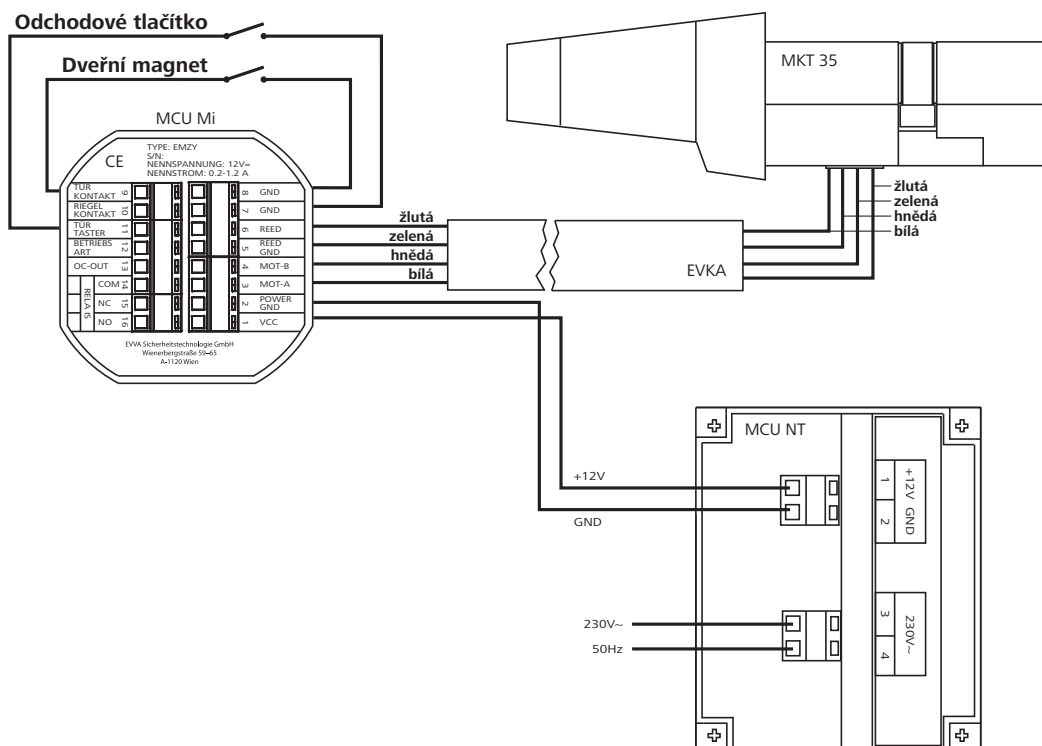 Odchodové tlačítko
Dveřní magnet
MCU Mi
CE
TYPE: EMZY
S/N:
NENNSPANNUNG: 12V=
NENNSTROM: 0.2-1.2 A
TÜR
KONTAKT 9
RIEGEL
KONTAKT 10
TÜR
TASTER 11
BETRIEBS
ART 12
OC-OUT 13
RELA IS
COM 14
NC 15
NO 16
8 GND
7 GND
6 REED
5 REED
GND
4 MOT-B
3 MOT-A
2 POWER
GND
1 VCC
EVVA Sicherheitstechnologie GmbH
Wienerbergstraße 59–65
A-1120 Wien
žlutá
zelená
hnědá
bílá
EVKA
MKT 35
žlutá
zelená
hnědá
bílá
MCU NT
+12V
GND
1
2
+12V GND
230V~
50Hz
3
4
230V~